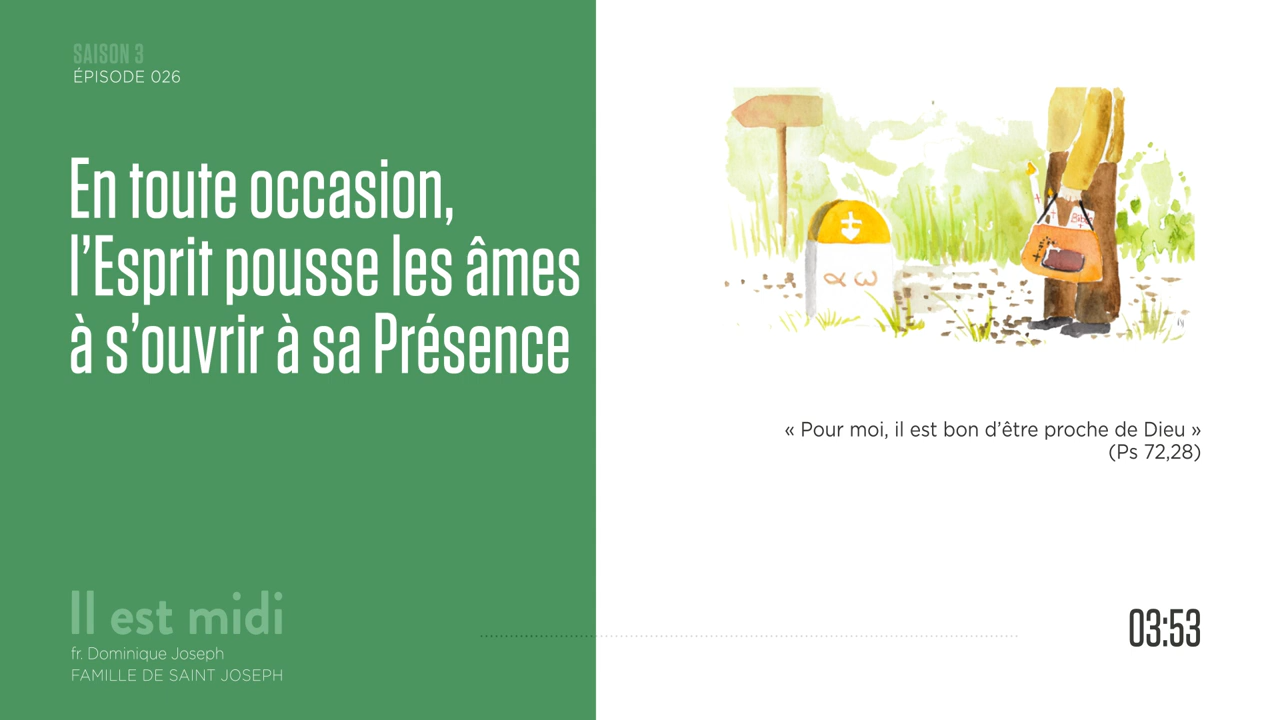 SAISON 3
ÉPISODE 026
En toute occasion,
l’Esprit pousse les âmes
à s’ouvrir à sa Présence
Bible
α ω
« Pour moi, il est bon d’être proche de Dieu »
(Ps 72,28)
Il est midi
fr. Dominique Joseph
FAMILLE DE SAINT JOSEPH
03:53